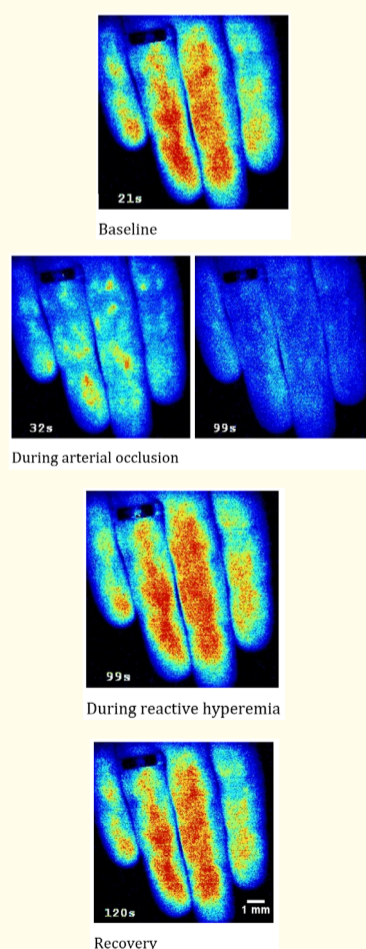 21s
Baseline
32s
99s
During arterial occlusion
99s
During reactive hyperemia
120s
1 mm
Recovery